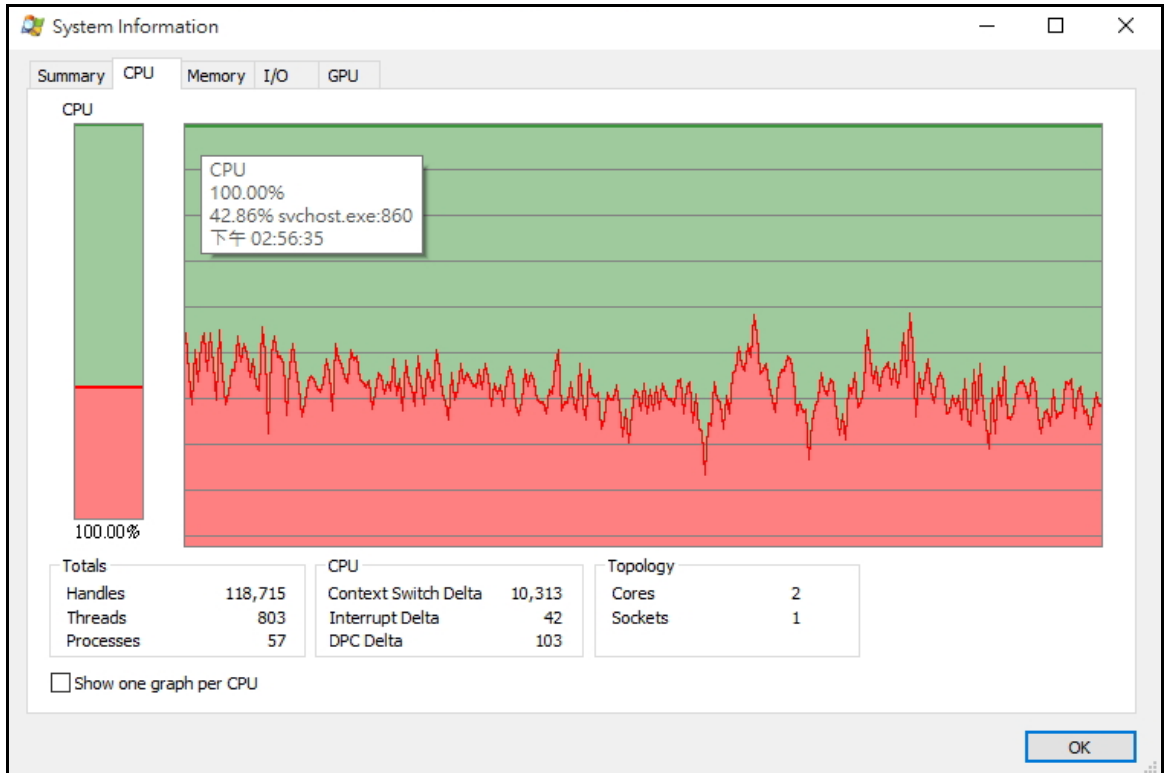 System Information
Summary CPU Memory I/O GPU
CPU
CPU
100.00%
42.86% svchost.exe:860
下午 02:56:35
100.00%
Totals
Handles 118,715
Threads 803
Processes 57
CPU
Context Switch Delta 10,313
Interrupt Delta 42
DPC Delta 103
Topology
Cores 2
Sockets 1
Show one graph per CPU
OK